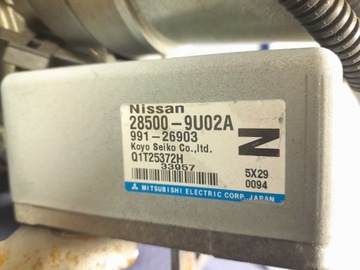 Nissan
28500-9U02A
991-26903
Koyo Seiko Co.,ltd.
Q1T25372H
33957
N
5X29
0094
MITSUBISHI ELECTRIC CORP. JAPAN